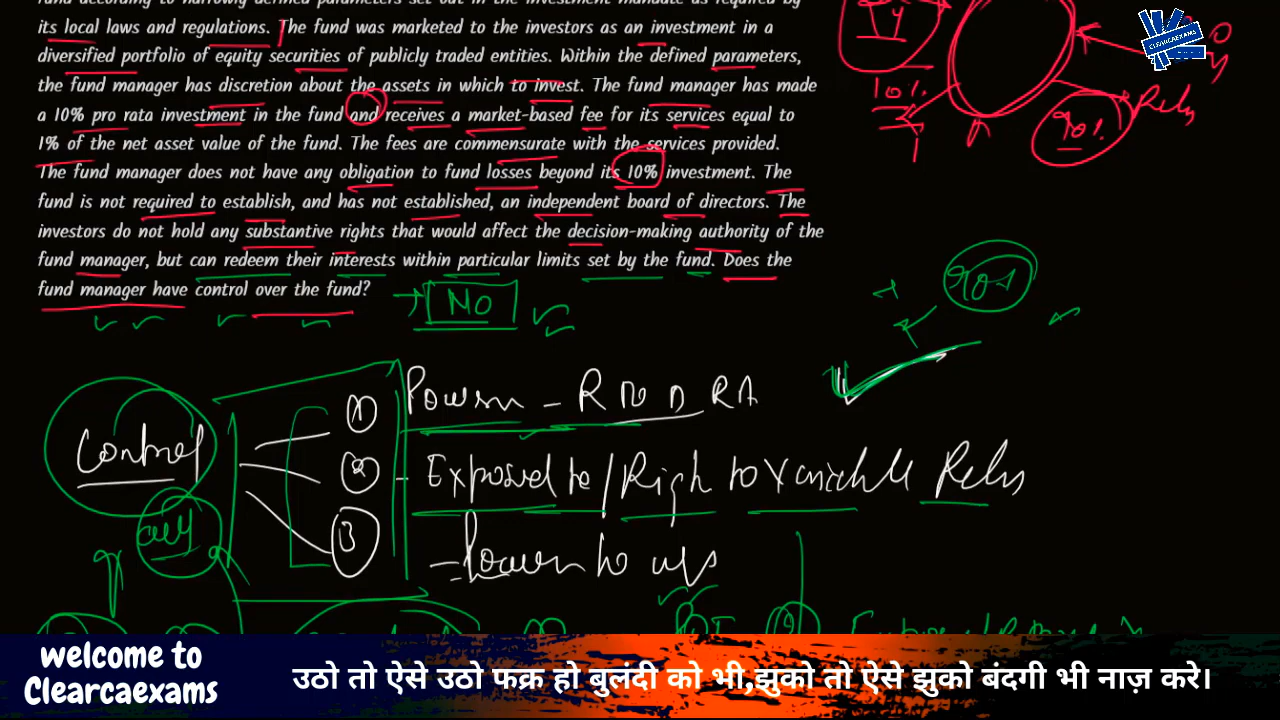 fund according to narrowly defined parameters set out in the investment mandate as required by
its local laws and regulations. The fund was marketed to the investors as an investment in a
diversified portfolio of equity securities of publicly traded entities. Within the defined parameters,
the fund manager has discretion about the assets in which to invest. The fund manager has made
a 10% pro rata investment in the fund and receives a market-based fee for its services equal to
1% of the net asset value of the fund. The fees are commensurate with the services provided.
The fund manager does not have any obligation to fund losses beyond its 10% investment. The
fund is not required to establish, and has not established, an independent board of directors. The
investors do not hold any substantive rights that would affect the decision-making authority of the
fund manager, but can redeem their interests within particular limits set by the fund. Does the
fund manager have control over the fund?
NO
10%
90%
CLEARCAEXAMS
90%
Control
① Power -
② - Exposed to / Right to Variable
③ - Power to
welcome to
Clearcaexams
उठो तो ऐसे उठो फक्र हो बुलंदी को भी,झुको तो ऐसे झुको बंदगी भी नाज़ करे।